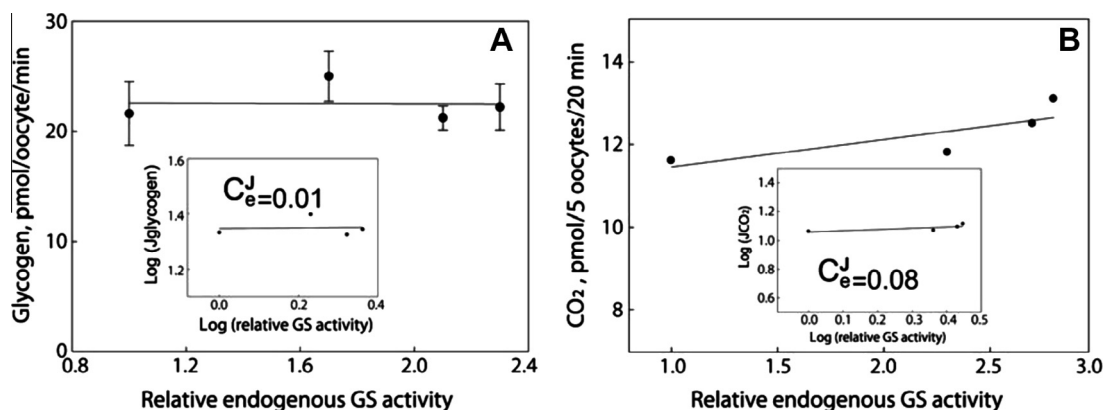 A
Glycogen, pmol/oocyte/min
30
20
10
0
0.8 1.2 1.6 2.0 2.4
Relative endogenous GS activity
Log (Jglycogen)
1.6
1.4
1.2
0.0 0.2 0.4
Log (relative GS activity)
C^J_e=0.01
B
CO₂, pmol/5 oocytes/20 min
14
12
10
8
1.0 1.5 2.0 2.5 3.0
Relative endogenous GS activity
Log (JCO₂)
1.4
1.2
1.0
0.8
0.6
0.0 0.1 0.2 0.3 0.4 0.5
Log (relative GS activity)
C^J_e=0.08